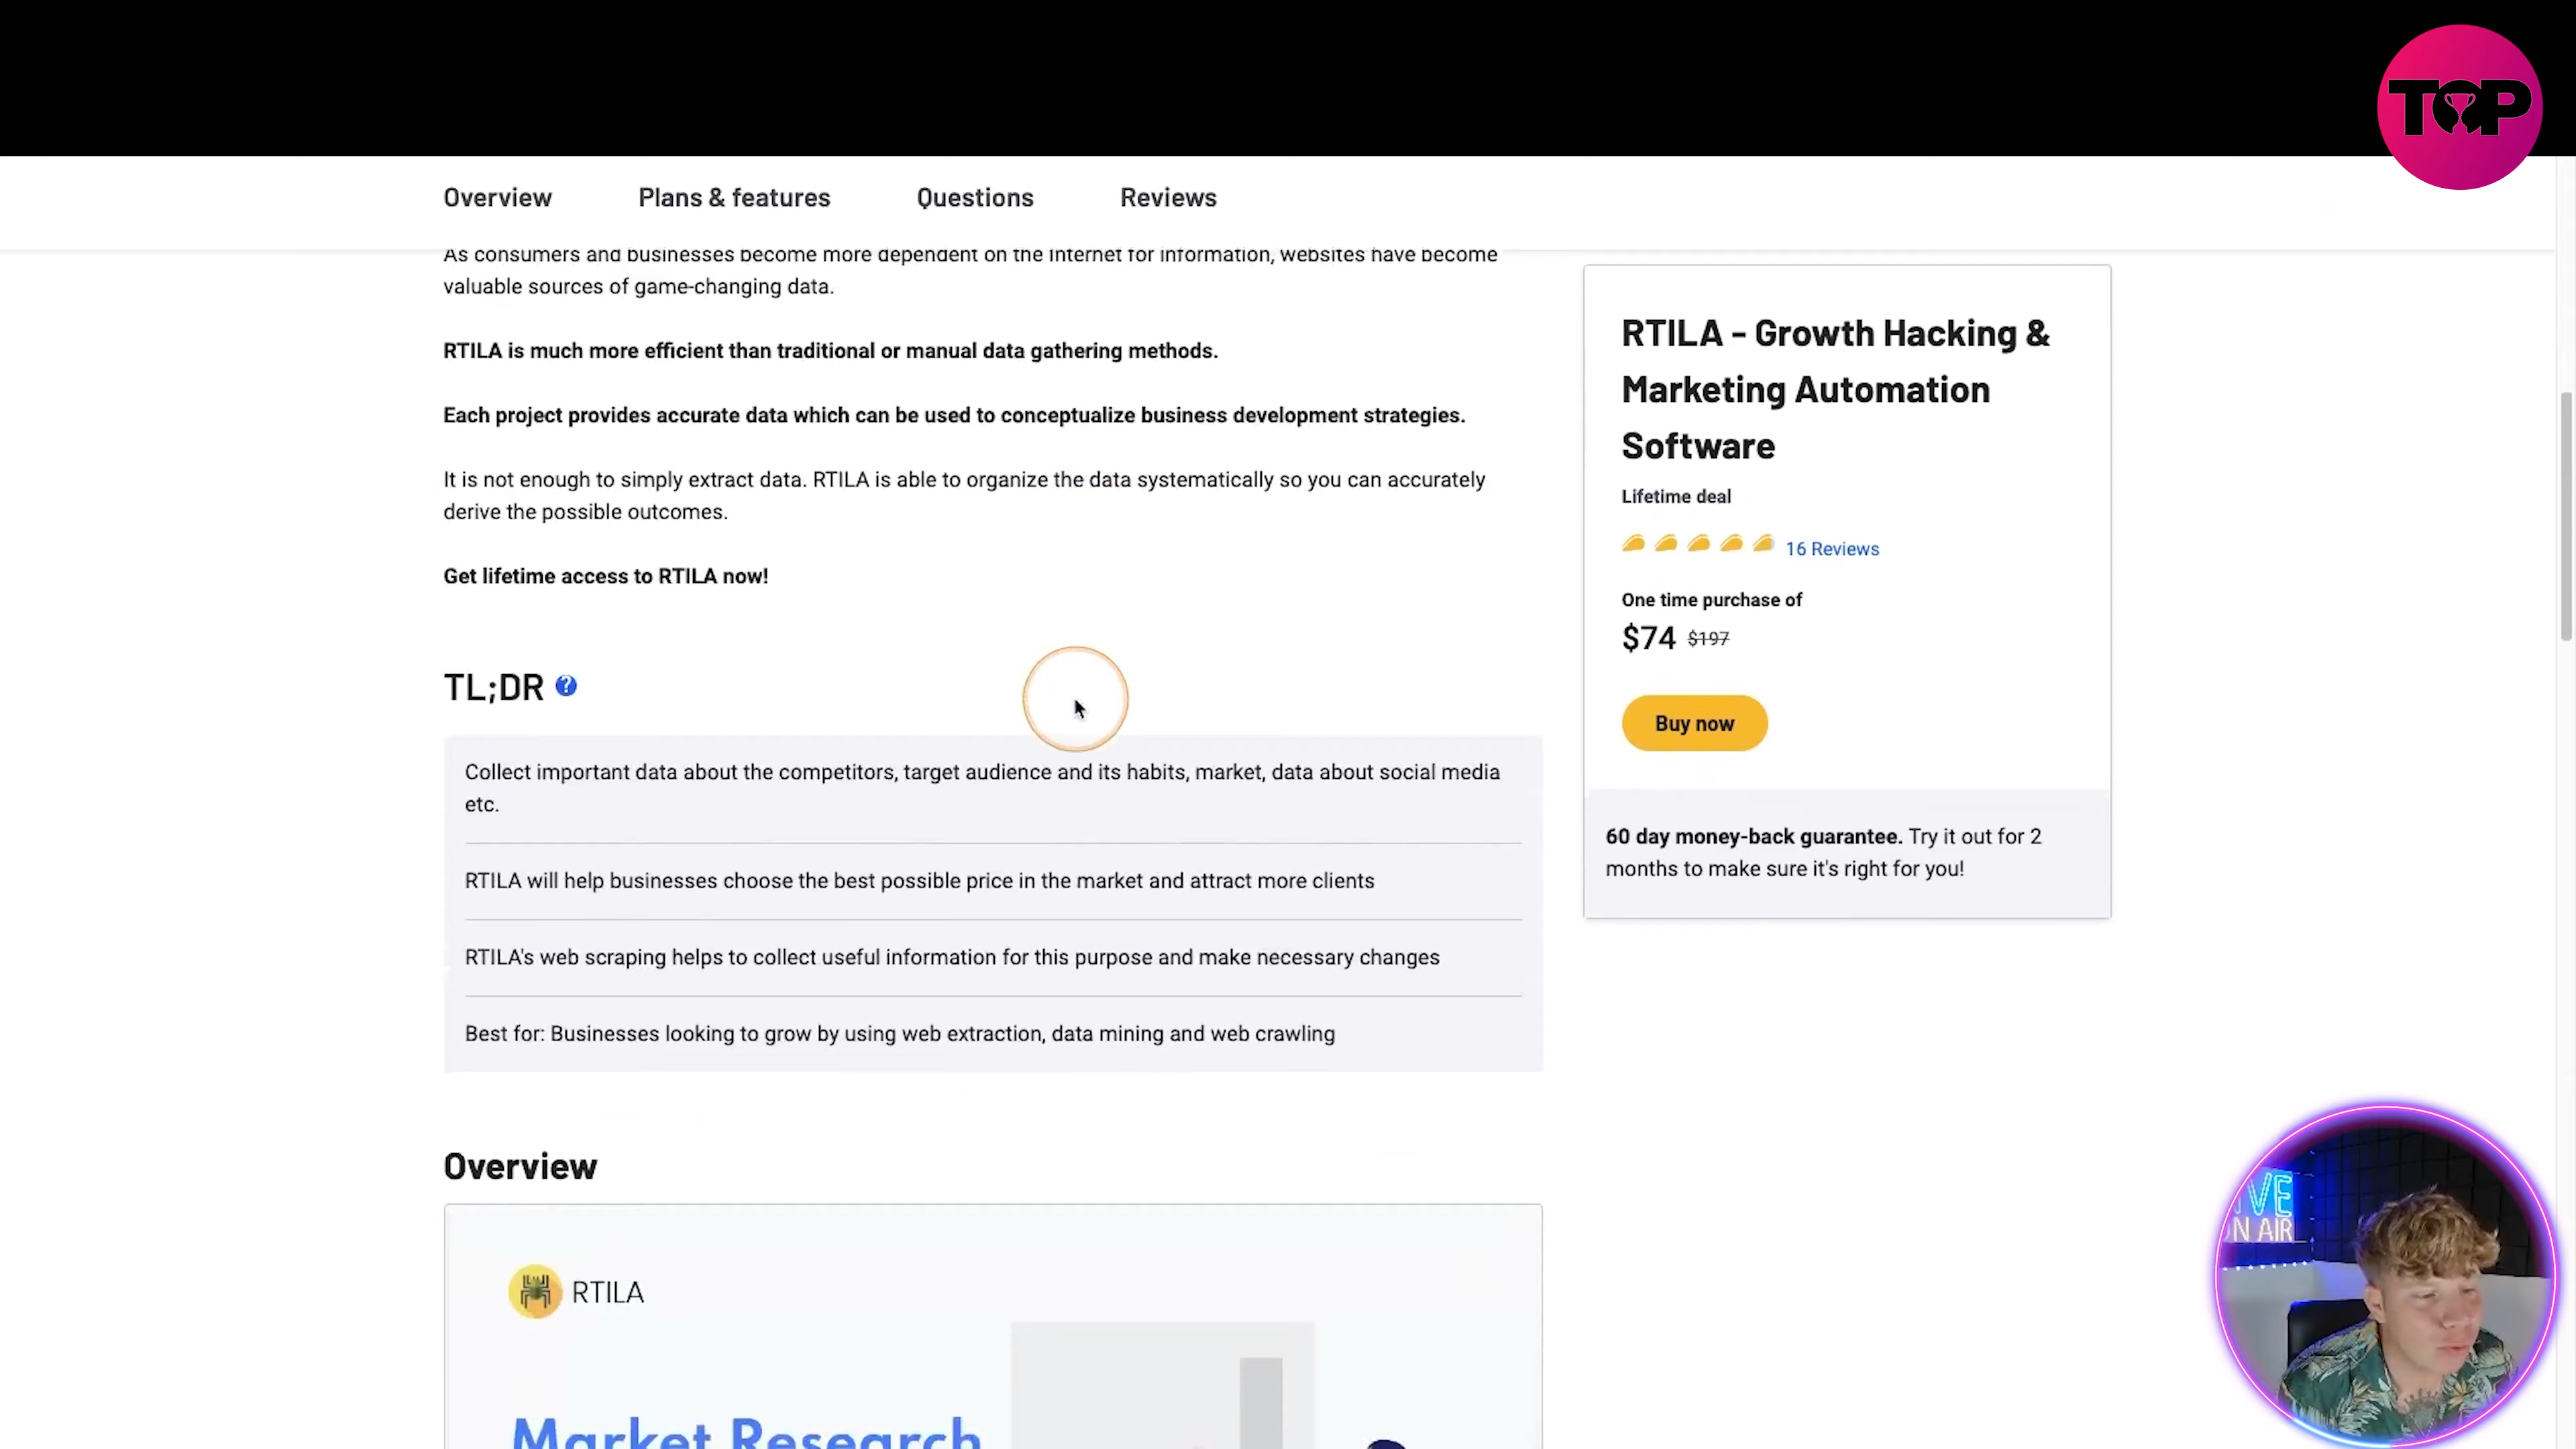 TOP
Overview Plans & features Questions Reviews
As consumers and businesses become more dependent on the Internet for information, websites have become
valuable sources of game-changing data.
RTILA is much more efficient than traditional or manual data gathering methods.
Each project provides accurate data which can be used to conceptualize business development strategies.
It is not enough to simply extract data. RTILA is able to organize the data systematically so you can accurately
derive the possible outcomes.
Get lifetime access to RTILA now!
TL;DR ?
Collect important data about the competitors, target audience and its habits, market, data about social media
etc.
RTILA will help businesses choose the best possible price in the market and attract more clients
RTILA's web scraping helps to collect useful information for this purpose and make necessary changes
Best for: Businesses looking to grow by using web extraction, data mining and web crawling
Overview
RTILA
Market Research
RTILA - Growth Hacking &
Marketing Automation
Software
Lifetime deal
16 Reviews
One time purchase of
$74 $197
Buy now
60 day money-back guarantee. Try it out for 2
months to make sure it's right for you!
IVE
ON AIR